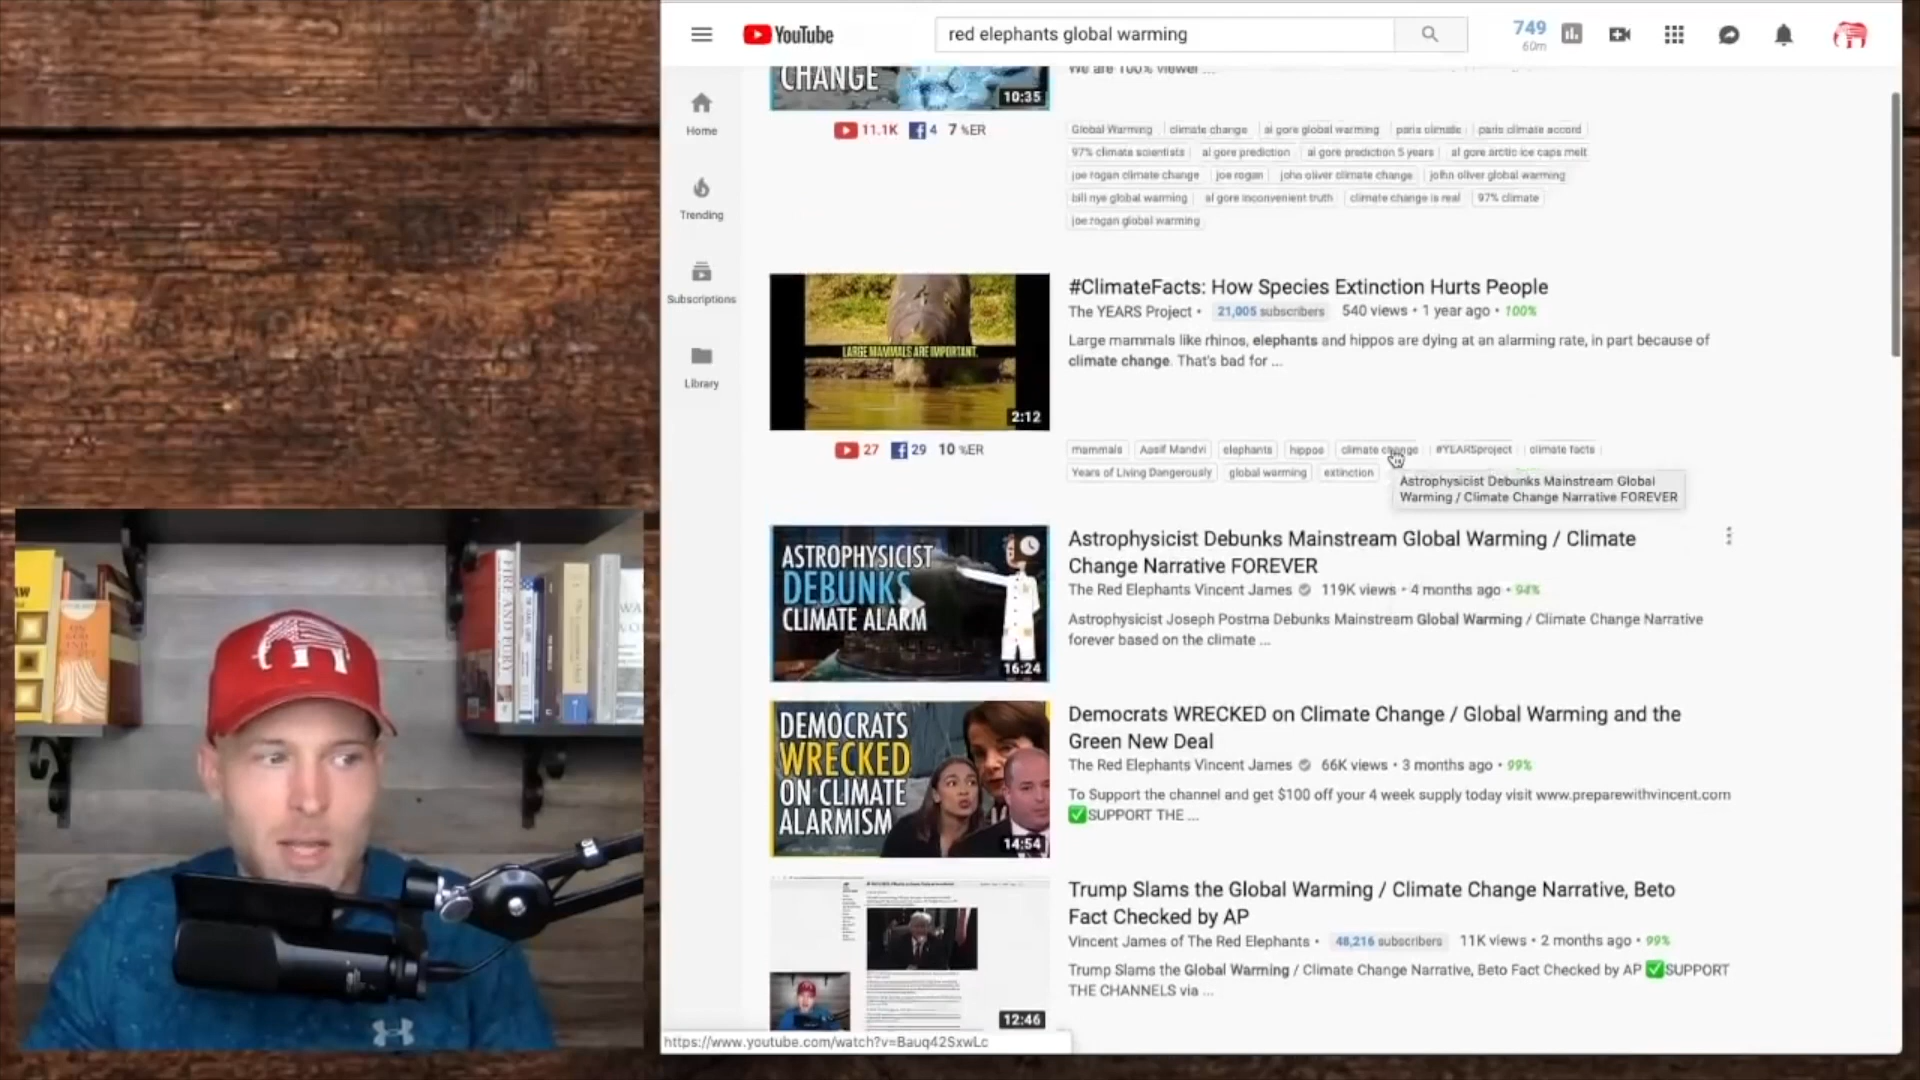 YouTube
red elephants global warming
749
60m
Home
Trending
Subscriptions
Library
CHANGE
10:35
We are 100% viewer ...
11.1K 4 7 %ER
Global Warming climate change al gore global warming paris climate paris climate accord
97% climate scientists al gore prediction al gore prediction 5 years al gore arctic ice caps melt
joe rogan climate change joe rogan john oliver climate change john oliver global warming
bill nye global warming al gore inconvenient truth climate change is real 97% climate
joe rogan global warming
LARGE MAMMALS ARE IMPORTANT.
2:12
#ClimateFacts: How Species Extinction Hurts People
The YEARS Project • 21,005 subscribers 540 views • 1 year ago • 100%
Large mammals like rhinos, elephants and hippos are dying at an alarming rate, in part because of
climate change. That's bad for ...
27 29 10 %ER
mammals Aasif Mandvi elephants hippos climate change #YEARSproject climate facts
Years of Living Dangerously global warming extinction
Astrophysicist Debunks Mainstream Global
Warming / Climate Change Narrative FOREVER
ASTROPHYSICIST
DEBUNKS
CLIMATE ALARM
16:24
Astrophysicist Debunks Mainstream Global Warming / Climate
Change Narrative FOREVER
The Red Elephants Vincent James 119K views • 4 months ago • 94%
Astrophysicist Joseph Postma Debunks Mainstream Global Warming / Climate Change Narrative
forever based on the climate ...
DEMOCRATS
WRECKED
ON CLIMATE
ALARMISM
14:54
Democrats WRECKED on Climate Change / Global Warming and the
Green New Deal
The Red Elephants Vincent James 66K views • 3 months ago • 99%
To Support the channel and get $100 off your 4 week supply today visit www.preparewithvincent.com
✅SUPPORT THE ...
12:46
Trump Slams the Global Warming / Climate Change Narrative, Beto
Fact Checked by AP
Vincent James of The Red Elephants • 48,216 subscribers 11K views • 2 months ago • 99%
Trump Slams the Global Warming / Climate Change Narrative, Beto Fact Checked by AP ✅SUPPORT
THE CHANNELS via ...
https://www.youtube.com/watch?v=Bauq42SxwLc
FIRE AND FURY